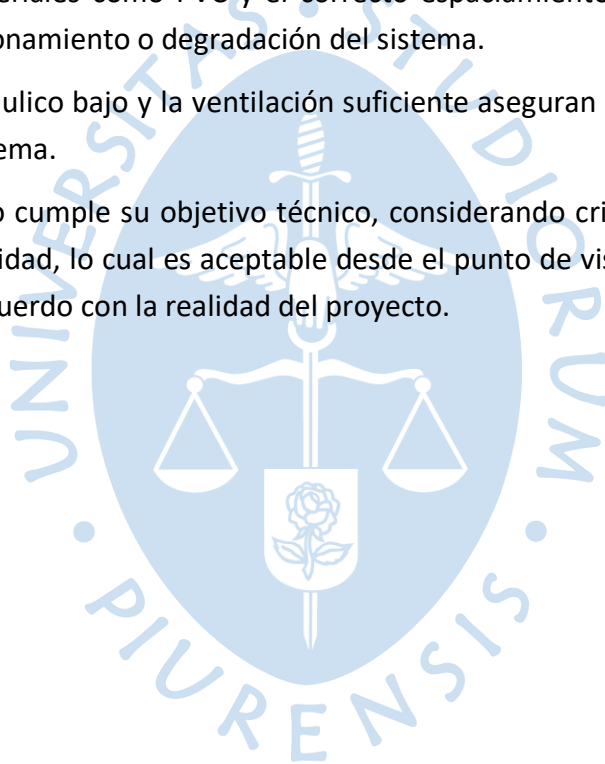 como PVC y el correcto espaciamiento
onamiento o degradación del sistema.
ulico bajo y la ventilación suficiente aseguran
ema.
o cumple su objetivo técnico, considerando cri
idad, lo cual es aceptable desde el punto de vis
uerdo con la realidad del proyecto.
UNIVERSITAS • STUDIORUM • PIURENSIS